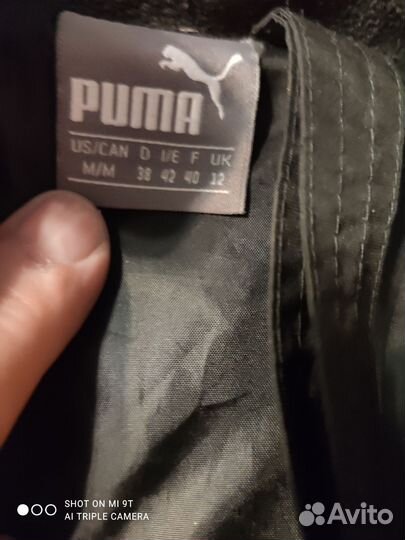 PUMA
US/CAN D I/E F UK
M/M 38 42 40 12
SHOT ON MI 9T
AI TRIPLE CAMERA
Avito